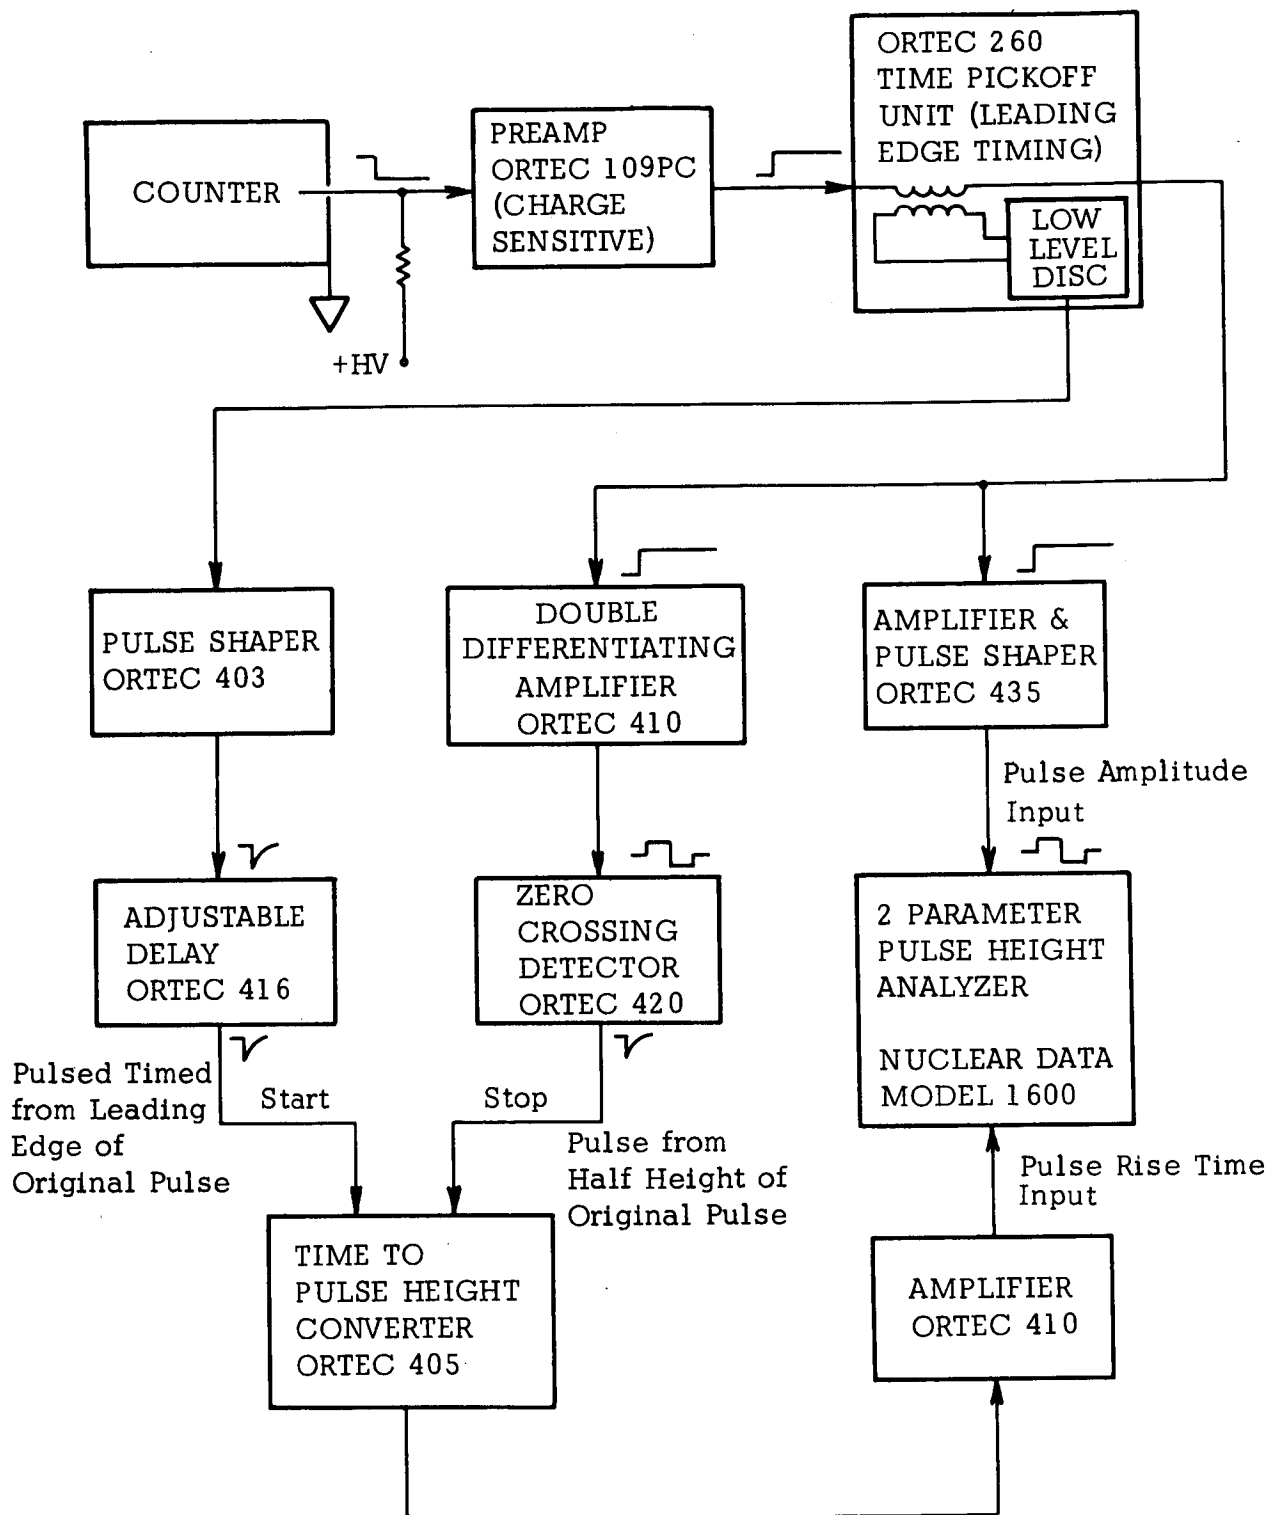 COUNTER
+HV
PREAMP
ORTEC 109PC
(CHARGE
SENSITIVE)
ORTEC 260
TIME PICKOFF
UNIT (LEADING
EDGE TIMING)
LOW
LEVEL
DISC
PULSE SHAPER
ORTEC 403
DOUBLE
DIFFERENTIATING
AMPLIFIER
ORTEC 410
AMPLIFIER &
PULSE SHAPER
ORTEC 435
Pulse Amplitude
Input
ADJUSTABLE
DELAY
ORTEC 416
ZERO
CROSSING
DETECTOR
ORTEC 420
2 PARAMETER
PULSE HEIGHT
ANALYZER
NUCLEAR DATA
MODEL 1600
Pulsed Timed
from Leading
Edge of
Original Pulse
Start
Stop
Pulse from
Half Height of
Original Pulse
Pulse Rise Time
Input
TIME TO
PULSE HEIGHT
CONVERTER
ORTEC 405
AMPLIFIER
ORTEC 410